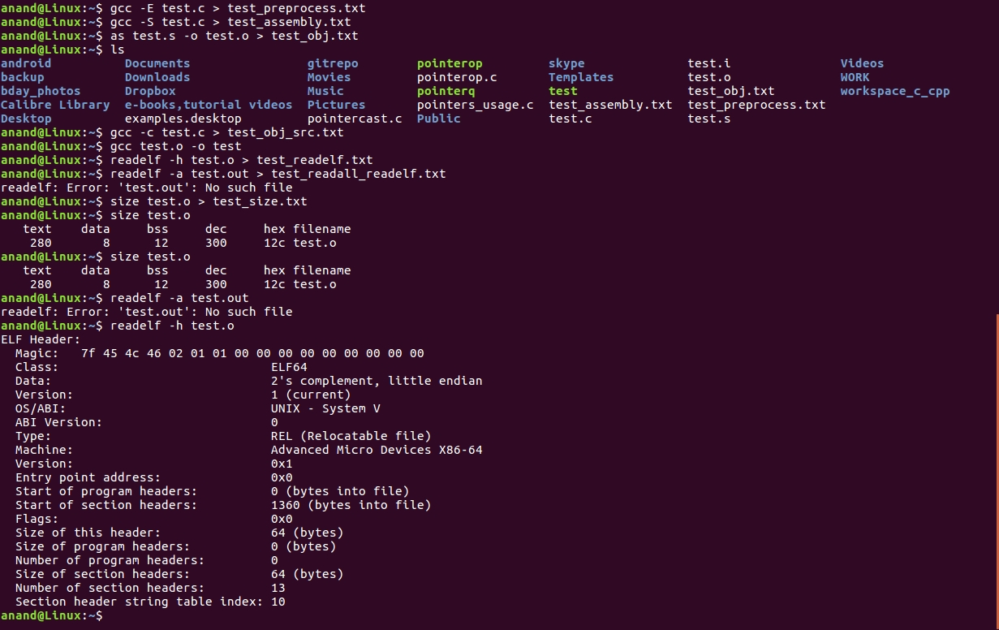 anand@Linux:~$ gcc -E test.c > test_preprocess.txt
anand@Linux:~$ gcc -S test.c > test_assembly.txt
anand@Linux:~$ as test.s -o test.o > test_obj.txt
anand@Linux:~$ ls
android          Documents                gitrepo        pointerop         skype              test.i               Videos
backup           Downloads                Movies         pointerop.c       Templates          test.o               WORK
bday_photos      Dropbox                  Music          pointerq          test               test_obj.txt         workspace_c_cpp
Calibre Library  e-books,tutorial videos  Pictures       pointers_usage.c  test_assembly.txt  test_preprocess.txt
Desktop          examples.desktop         pointercast.c  Public            test.c             test.s
anand@Linux:~$ gcc -c test.c > test_obj_src.txt
anand@Linux:~$ gcc test.o -o test
anand@Linux:~$ readelf -h test.o > test_readelf.txt
anand@Linux:~$ readelf -a test.out > test_readall_readelf.txt
readelf: Error: 'test.out': No such file
anand@Linux:~$ size test.o > test_size.txt
anand@Linux:~$ size test.o
   text    data     bss     dec     hex filename
    280       8      12     300     12c test.o
anand@Linux:~$ size test.o
   text    data     bss     dec     hex filename
    280       8      12     300     12c test.o
anand@Linux:~$ readelf -a test.out
readelf: Error: 'test.out': No such file
anand@Linux:~$ readelf -h test.o
ELF Header:
  Magic:   7f 45 4c 46 02 01 01 00 00 00 00 00 00 00 00 00
  Class:                             ELF64
  Data:                              2's complement, little endian
  Version:                           1 (current)
  OS/ABI:                            UNIX - System V
  ABI Version:                       0
  Type:                              REL (Relocatable file)
  Machine:                           Advanced Micro Devices X86-64
  Version:                           0x1
  Entry point address:               0x0
  Start of program headers:          0 (bytes into file)
  Start of section headers:          1360 (bytes into file)
  Flags:                             0x0
  Size of this header:               64 (bytes)
  Size of program headers:           0 (bytes)
  Number of program headers:         0
  Size of section headers:           64 (bytes)
  Number of section headers:         13
  Section header string table index: 10
anand@Linux:~$